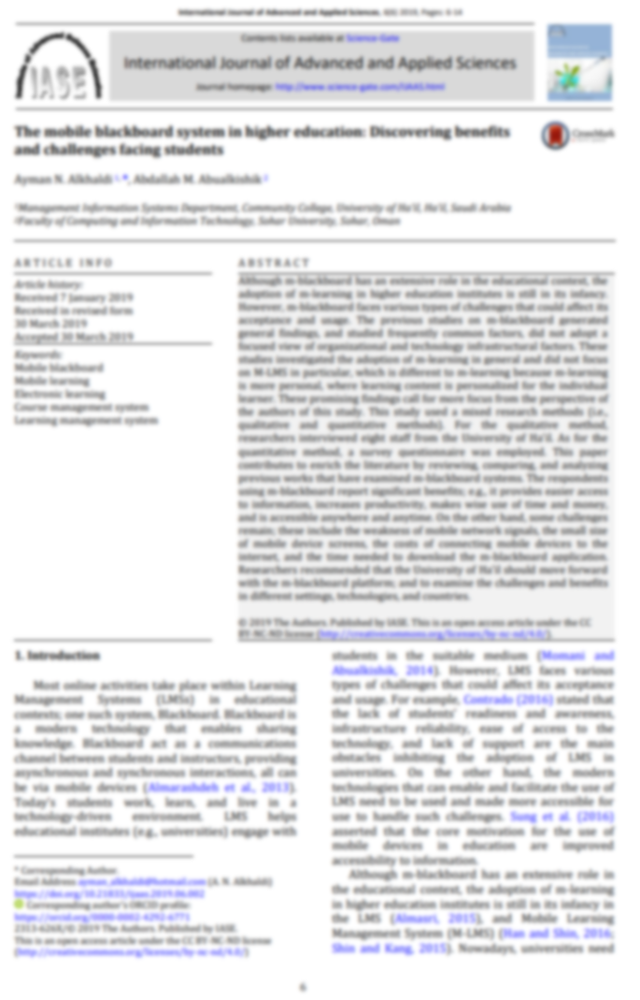 International Journal of Advanced and Applied Sciences, 6(6) 2019, Pages: 6-14
Contents lists available at Science-Gate
International Journal of Advanced and Applied Sciences
Journal homepage: http://www.science-gate.com/IJAAS.html
IASE
The mobile blackboard system in higher education: Discovering benefits
and challenges facing students
CrossMark
Ayman N. Alkhaldi 1, *, Abdallah M. Abualkishik 2
1Management Information Systems Department, Community College, University of Ha'il, Ha'il, Saudi Arabia
2Faculty of Computing and Information Technology, Sohar University, Sohar, Oman
ARTICLE INFO
Article history:
Received 7 January 2019
Received in revised form
30 March 2019
Accepted 30 March 2019
Keywords:
Mobile blackboard
Mobile learning
Electronic learning
Course management system
Learning management system
ABSTRACT
Although m-blackboard has an extensive role in the educational context, the
adoption of m-learning in higher education institutes is still in its infancy.
However, m-blackboard faces various types of challenges that could affect its
acceptance and usage. The previous studies on m-blackboard generated
general findings, and studied frequently common factors, did not adopt a
focused view of organizational and technology infrastructural factors. These
studies investigated the adoption of m-learning in general and did not focus
on M-LMS in particular, which is different to m-learning because m-learning
is more personal, where learning content is personalized for the individual
learner. These promising findings call for more focus from the perspective of
the authors of this study. This study used a mixed research methods (i.e.,
qualitative and quantitative methods). For the qualitative method,
researchers interviewed eight staff from the University of Ha'il. As for the
quantitative method, a survey questionnaire was employed. This paper
contributes to enrich the literature by reviewing, comparing, and analysing
previous works that have examined m-blackboard systems. The respondents
using m-blackboard report significant benefits; e.g., it provides easier access
to information, increases productivity, makes wise use of time and money,
and is accessible anywhere and anytime. On the other hand, some challenges
remain; these include the weakness of mobile network signals, the small size
of mobile device screens, the costs of connecting mobile devices to the
internet, and the time needed to download the m-blackboard application.
Researchers recommended that the University of Ha'il should move forward
with the m-blackboard platform; and to examine the challenges and benefits
in different settings, technologies, and countries.
© 2019 The Authors. Published by IASE. This is an open access article under the CC
BY-NC-ND license (http://creativecommons.org/licenses/by-nc-nd/4.0/).
1. Introduction
Most online activities take place within Learning
Management Systems (LMSs) in educational
contexts; one such system, Blackboard. Blackboard is
a modern technology that enables sharing
knowledge. Blackboard act as a communications
channel between students and instructors, providing
asynchronous and synchronous interactions, all can
be via mobile devices (Almarashdeh et al., 2013).
Today's students work, learn, and live in a
technology-driven environment. LMS helps
educational institutes (e.g., universities) engage with
* Corresponding Author.
Email Address: ayman_alkhaldi@hotmail.com (A. N. Alkhaldi)
https://doi.org/10.21833/ijaas.2019.06.002
Corresponding author's ORCID profile:
2313-626X/© 2019 The Authors. Published by IASE.
This is an open access article under the CC BY-NC-ND license
(http://creativecommons.org/licenses/by-nc-nd/4.0/)
students in the suitable medium (Momani and
Abualkishik, 2014). However, LMS faces various
types of challenges that could affect its acceptance
and usage. For example, Contrado (2016) stated that
the lack of students' readiness and awareness,
infrastructure reliability, ease of access to the
technology, and lack of support are the main
obstacles inhibiting the adoption of LMS in
universities. On the other hand, the modern
technologies that can enable and facilitate the use of
LMS need to be used and made more accessible for
use to handle such challenges. Sung et al. (2016)
asserted that the core motivation for the use of
mobile devices in education are improved
accessibility to information.
Although m-blackboard has an extensive role in
the educational context, the adoption of m-learning
in higher education institutes is still in its infancy in
the LMS (Almasri, 2015), and Mobile Learning
Management System (M-LMS) (Han and Shin, 2016;
Shin and Kang, 2015). Nowadays, universities need
6